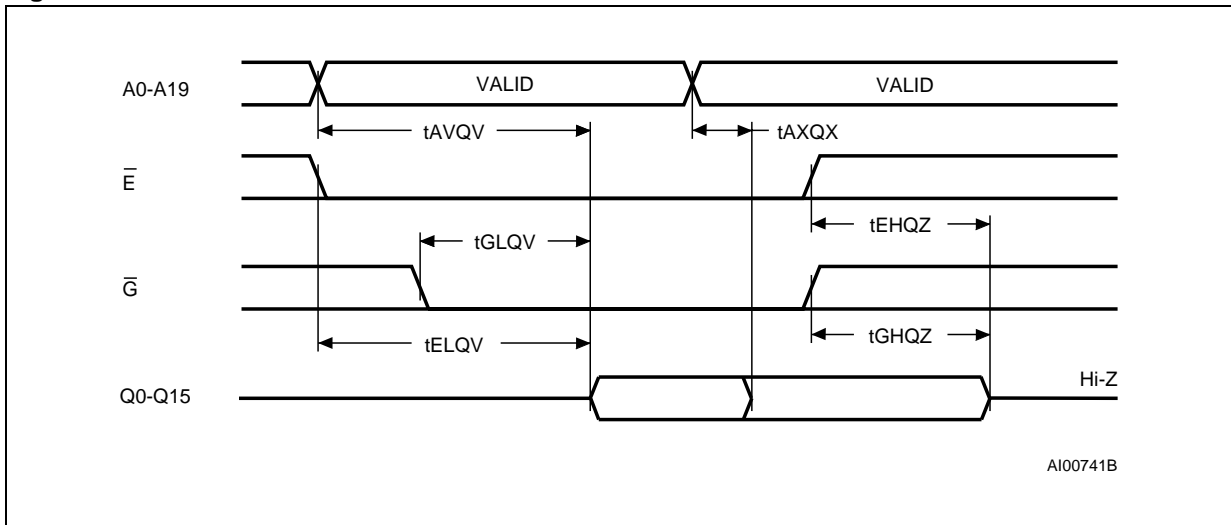 A0-A19
VALID
VALID
tAVQV
tAXQX
E̅
tEHQZ
tGLQV
G̅
tGHQZ
tELQV
Q0-Q15
Hi-Z
AI00741B